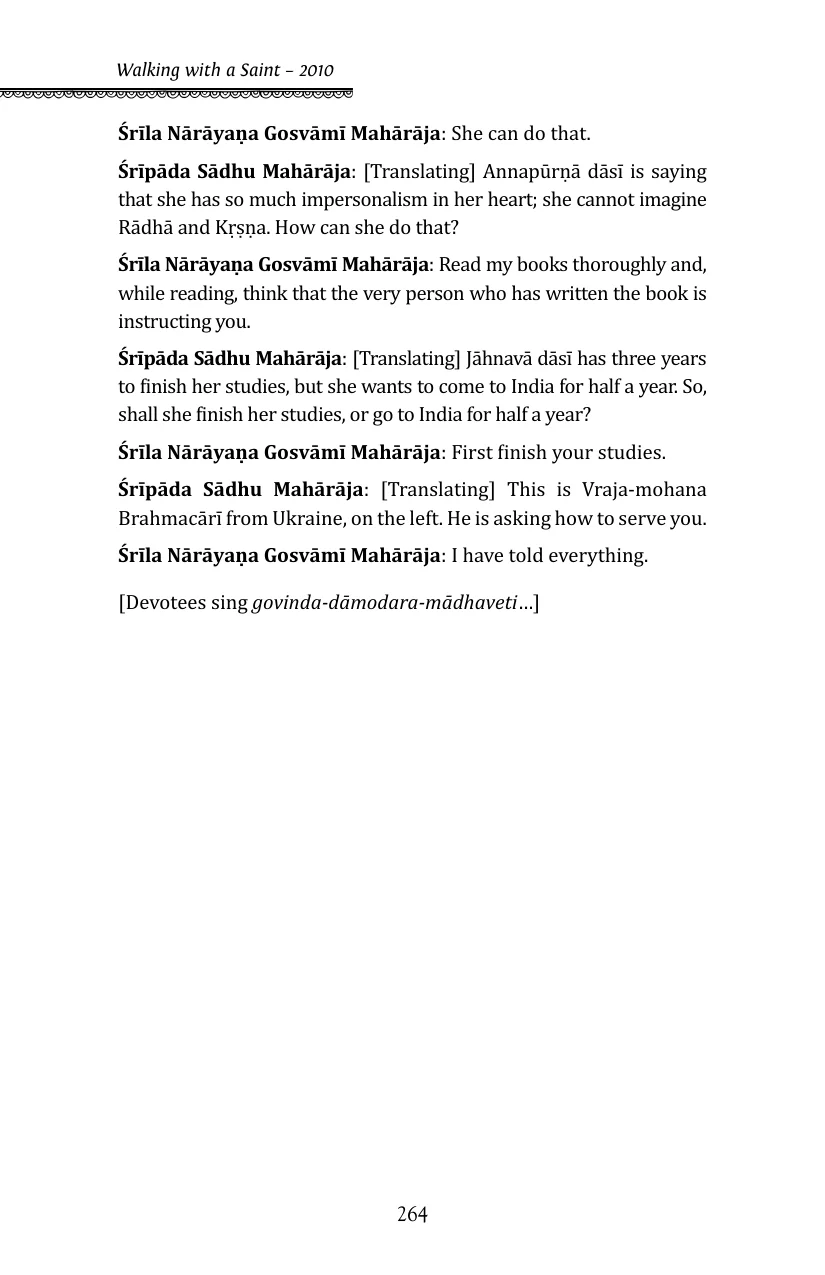 Walking with a Saint – 2010
Śrīla Nārāyaṇa Gosvāmī Mahārāja: She can do that.
Śrīpāda Sādhu Mahārāja: [Translating] Annapūrṇā dāsī is saying
that she has so much impersonalism in her heart; she cannot imagine
Rādhā and Kṛṣṇa. How can she do that?
Śrīla Nārāyaṇa Gosvāmī Mahārāja: Read my books thoroughly and,
while reading, think that the very person who has written the book is
instructing you.
Śrīpāda Sādhu Mahārāja: [Translating] Jāhnavā dāsī has three years
to finish her studies, but she wants to come to India for half a year. So,
shall she finish her studies, or go to India for half a year?
Śrīla Nārāyaṇa Gosvāmī Mahārāja: First finish your studies.
Śrīpāda Sādhu Mahārāja: [Translating] This is Vraja-mohana
Brahmacārī from Ukraine, on the left. He is asking how to serve you.
Śrīla Nārāyaṇa Gosvāmī Mahārāja: I have told everything.
[Devotees sing govinda-dāmodara-mādhaveti…]
264